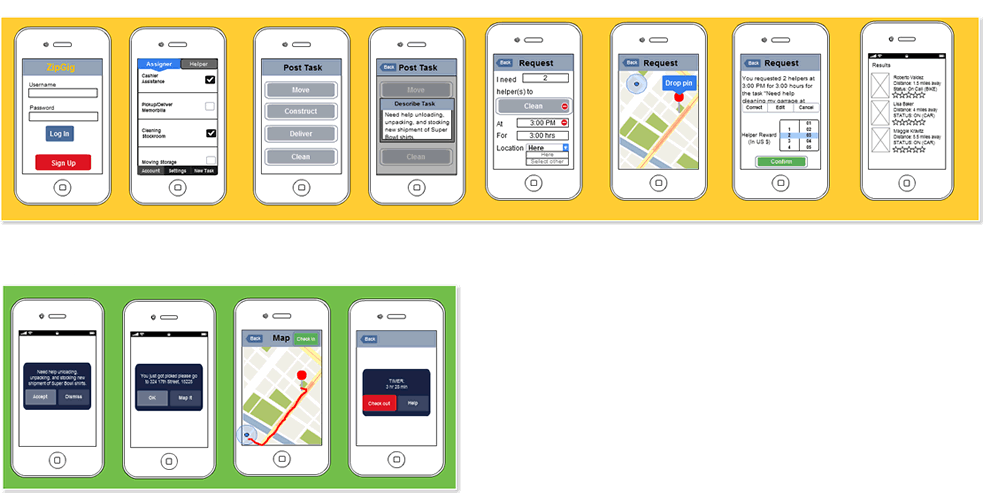 ZipGig
Username
Password
Log In
Sign Up
Assigner
Helper
Casher
Assistance
Pickup/Deliver
Memorbilia
Cleaning
Stockroom
Moving Storage
Account
Settings
New Task
Post Task
Move
Construct
Deliver
Clean
Back
Post Task
Move
Describe Task
Need help unloading,
unpacking, and stocking
new shipment of Super
Bowl shirts.
Clean
Back
Request
I need
2
helper(s) to
Clean
At
3:00 PM
For
3:00 hrs
Location
Here
Here
Select other
Back
Request
Drop pin
Back
Request
You requested 2 helpers at
3:00 PM for 3:00 hours for
the task "Need help
cleaning my garage at
Correct
Edit
Cancel
Helper Reward
(In US $)
01
1 02
2 03
3 04
4 05
Confirm
Results
Roberto Valdez
Distance: 1.5 miles away
Status: On Call (BIKE)
Lisa Baker
Distance: 4 miles away
STATUS: ON (CAR)
Maggie Kravitz
Distance: 5.5 miles away
STATUS: ON (CAR)
Need help unloading,
unpacking, and stocking new
shipment of Super Bowl shirts.
Accept
Dismiss
You just got picked please go
to 324 17th Street, 10225
OK
Map it
Back
Map
Check in
Back
TIMER:
2 hr 20 min
Check out
Help